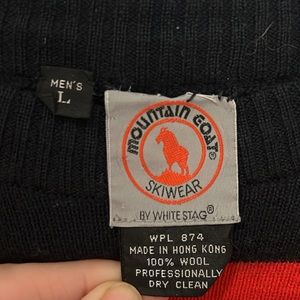 MEN'S
L
MOUNTAIN GOAT®
SKIWEAR
BY WHITE STAG®
WPL 874
MADE IN HONG KONG
100% WOOL
PROFESSIONALLY
DRY CLEAN